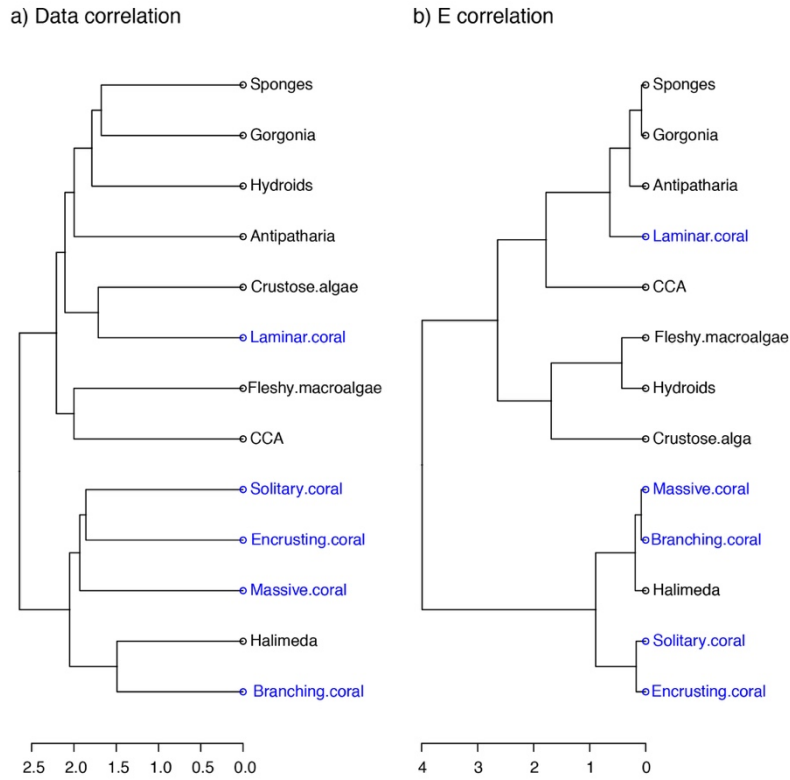 a) Data correlation
Sponges
Gorgonia
Hydroids
Antipatharia
Crustose.algae
Laminar.coral
Fleshy.macroalgae
CCA
Solitary.coral
Encrusting.coral
Massive.coral
Halimeda
Branching.coral
2.5 2.0 1.5 1.0 0.5 0.0
b) E correlation
Sponges
Gorgonia
Antipatharia
Laminar.coral
CCA
Fleshy.macroalgae
Hydroids
Crustose.alga
Massive.coral
Branching.coral
Halimeda
Solitary.coral
Encrusting.coral
4 3 2 1 0